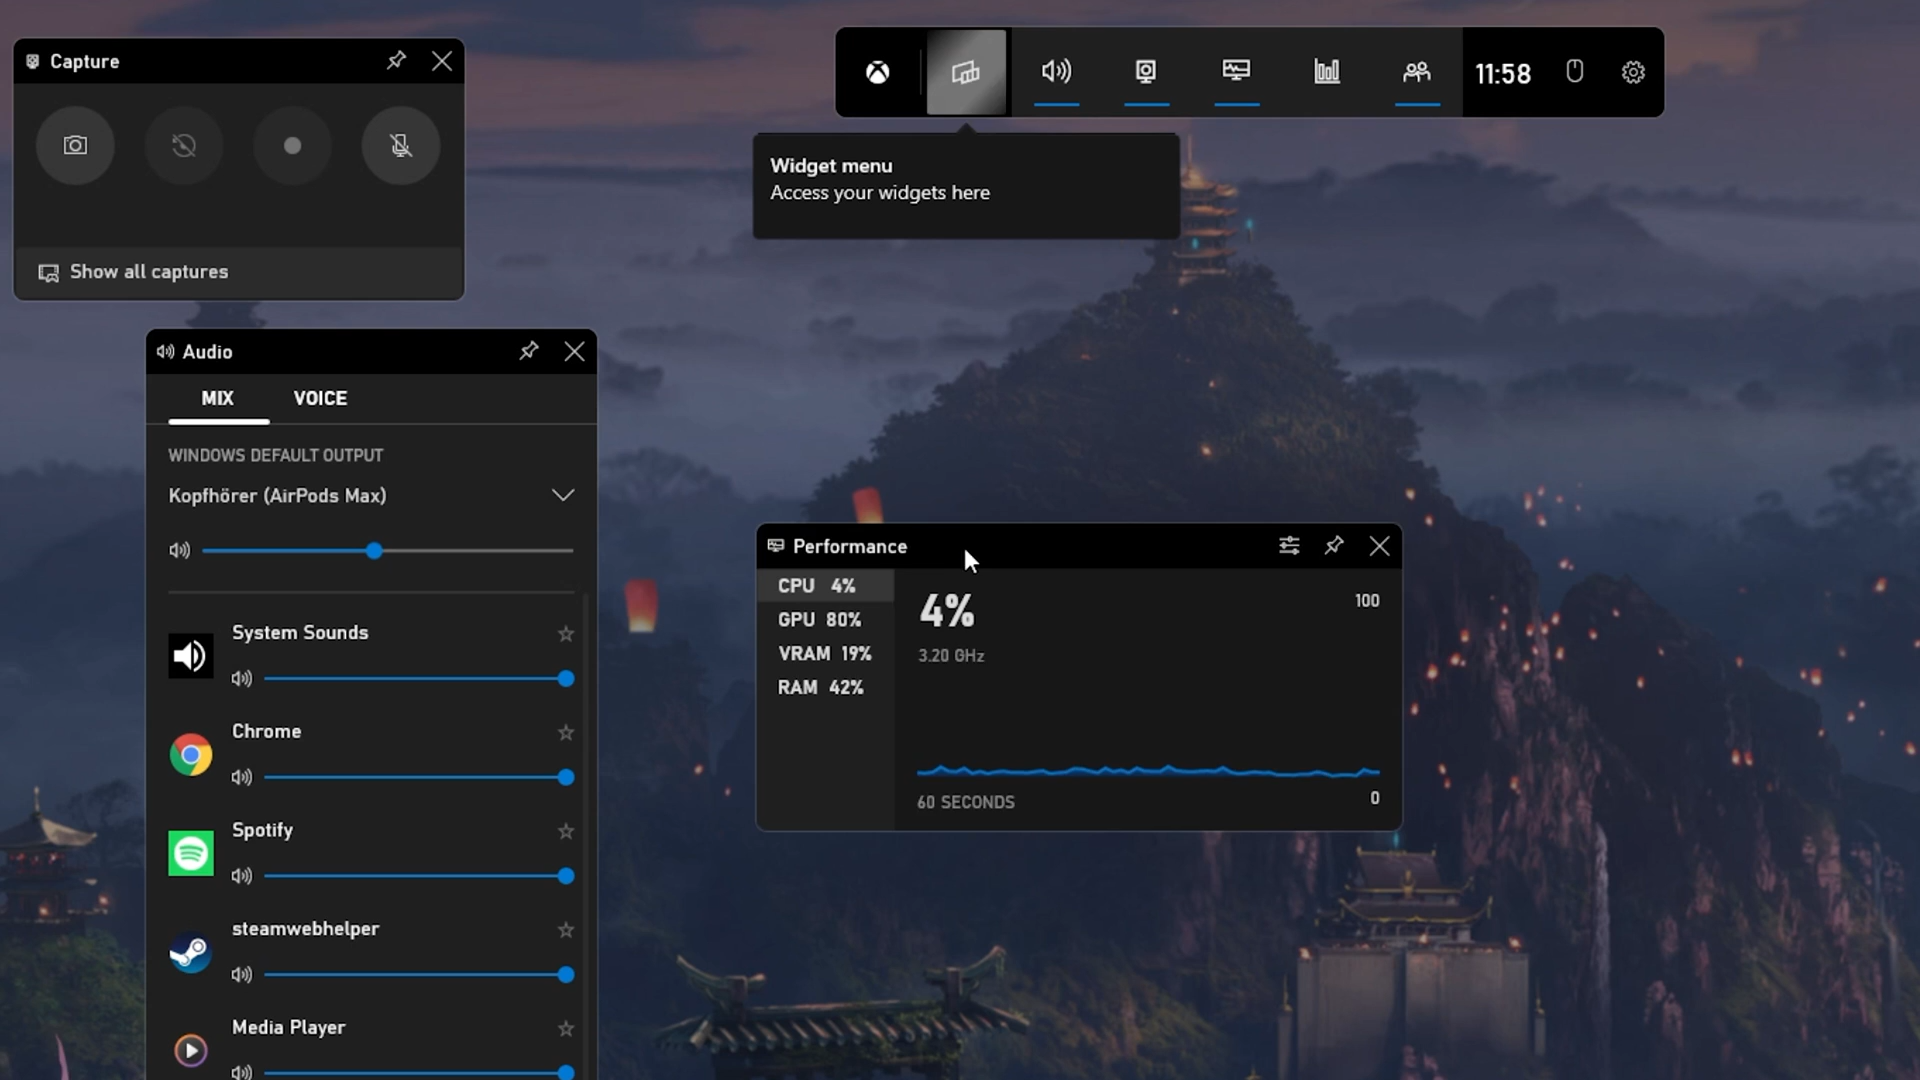 Capture
Show all captures
11:58
Widget menu
Access your widgets here
Audio
MIX VOICE
WINDOWS DEFAULT OUTPUT
Kopfhörer (AirPods Max)
System Sounds
Chrome
Spotify
steamwebhelper
Media Player
Performance
CPU 4%
GPU 80%
VRAM 19%
RAM 42%
4%
3.20 GHz
100
60 SECONDS
0